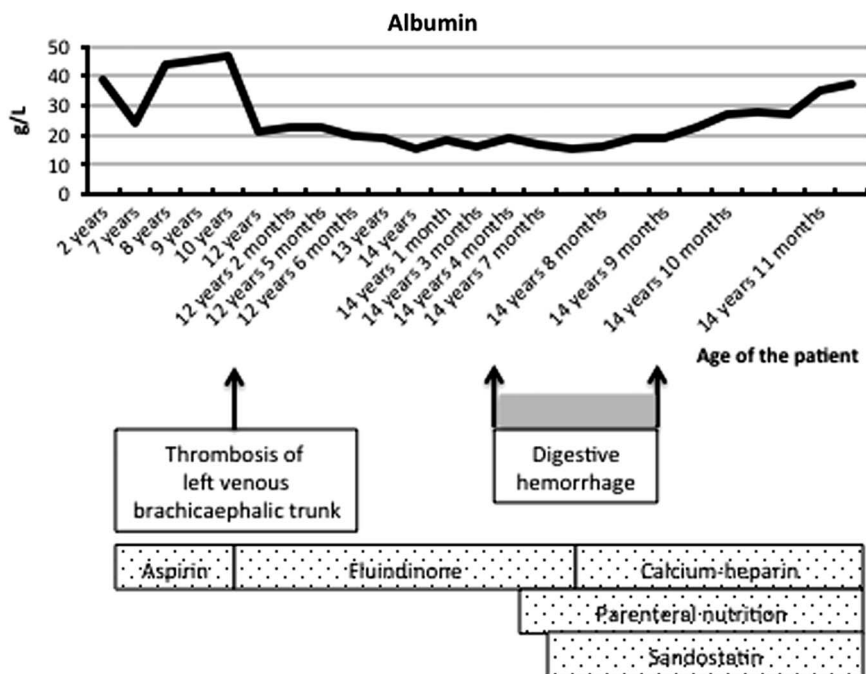 Albumin
50
40
30
20
10
0
g/L
2 years
7 years
8 years
9 years
10 years
12 years
12 years 2 months
12 years 5 months
12 years 6 months
13 years
14 years
14 years 1 month
14 years 3 months
14 years 4 months
14 years 7 months
14 years 8 months
14 years 9 months
14 years 10 months
14 years 11 months
Age of the patient
Thrombosis of
left venous
brachicaephalic trunk
Digestive
hemorrhage
Aspirin
Fluindinone
Calcium-heparin
Parenteral nutrition
Sandostatin